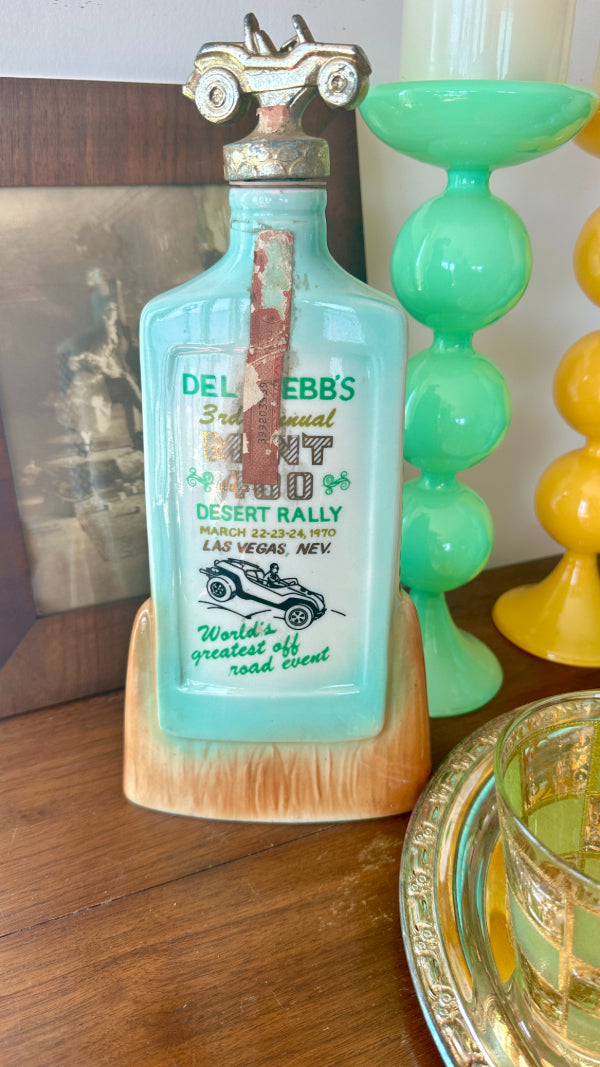 DEL WEBB'S
3rd Annual
MINT
400
DESERT RALLY
MARCH 22-23-24, 1970
LAS VEGAS, NEV.
World's
greatest off
road event